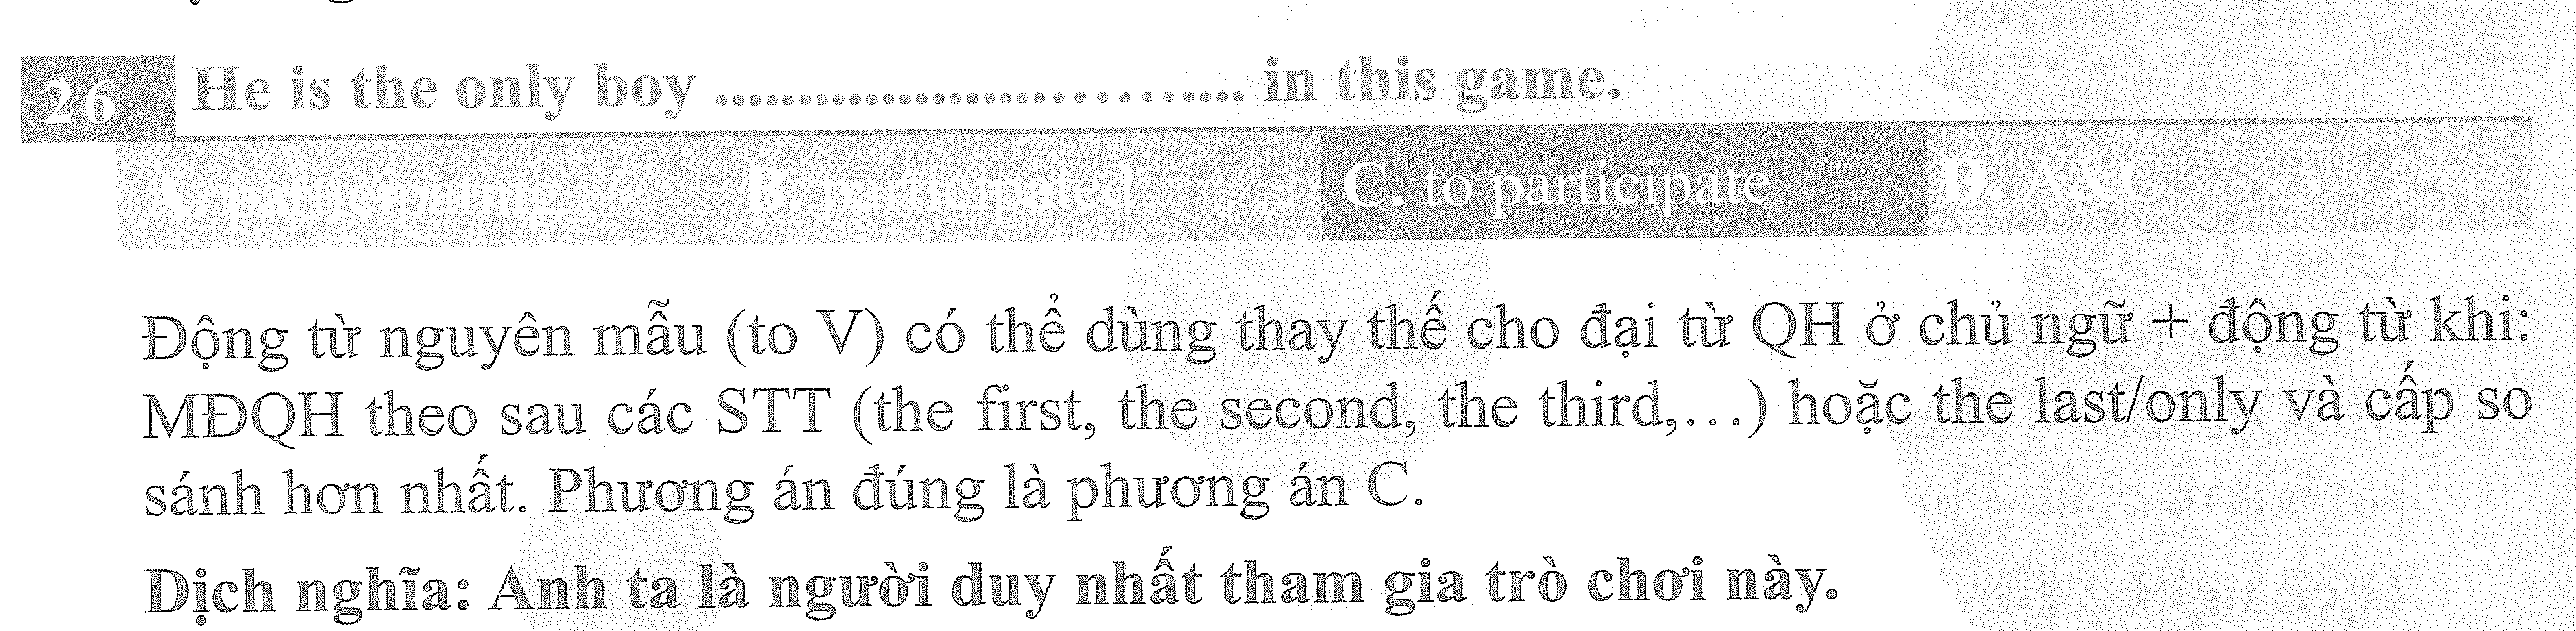 26 He is the only boy ............................ in this game.
A. participating B. participated C. to participate D. A&C
Động từ nguyên mẫu (to V) có thể dùng thay thế cho đại từ QH ở chủ ngữ + động từ khi:
MĐQH theo sau các STT (the first, the second, the third,...) hoặc the last/only và cấp so
sánh hơn nhất. Phương án đúng là phương án C.
Dịch nghĩa: Anh ta là người duy nhất tham gia trò chơi này.